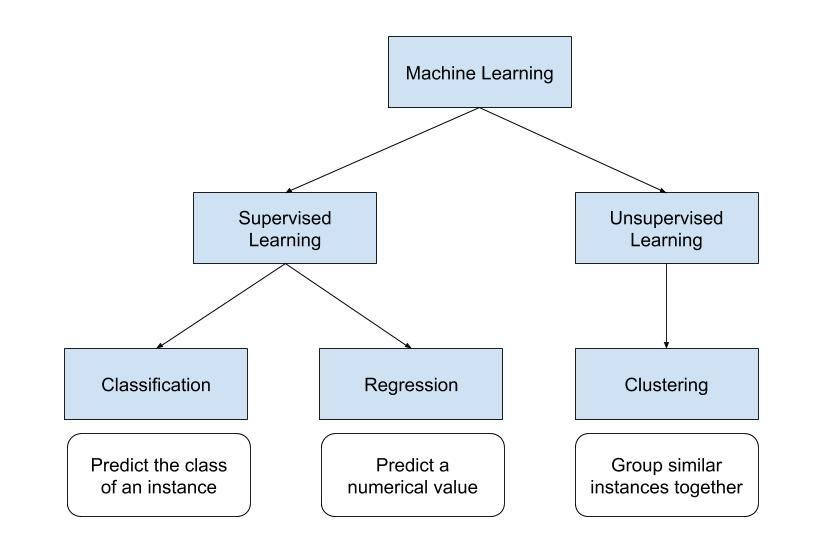 Machine Learning
Supervised
Learning
Unsupervised
Learning
Classification
Regression
Clustering
Predict the class
of an instance
Predict a
numerical value
Group similar
instances together